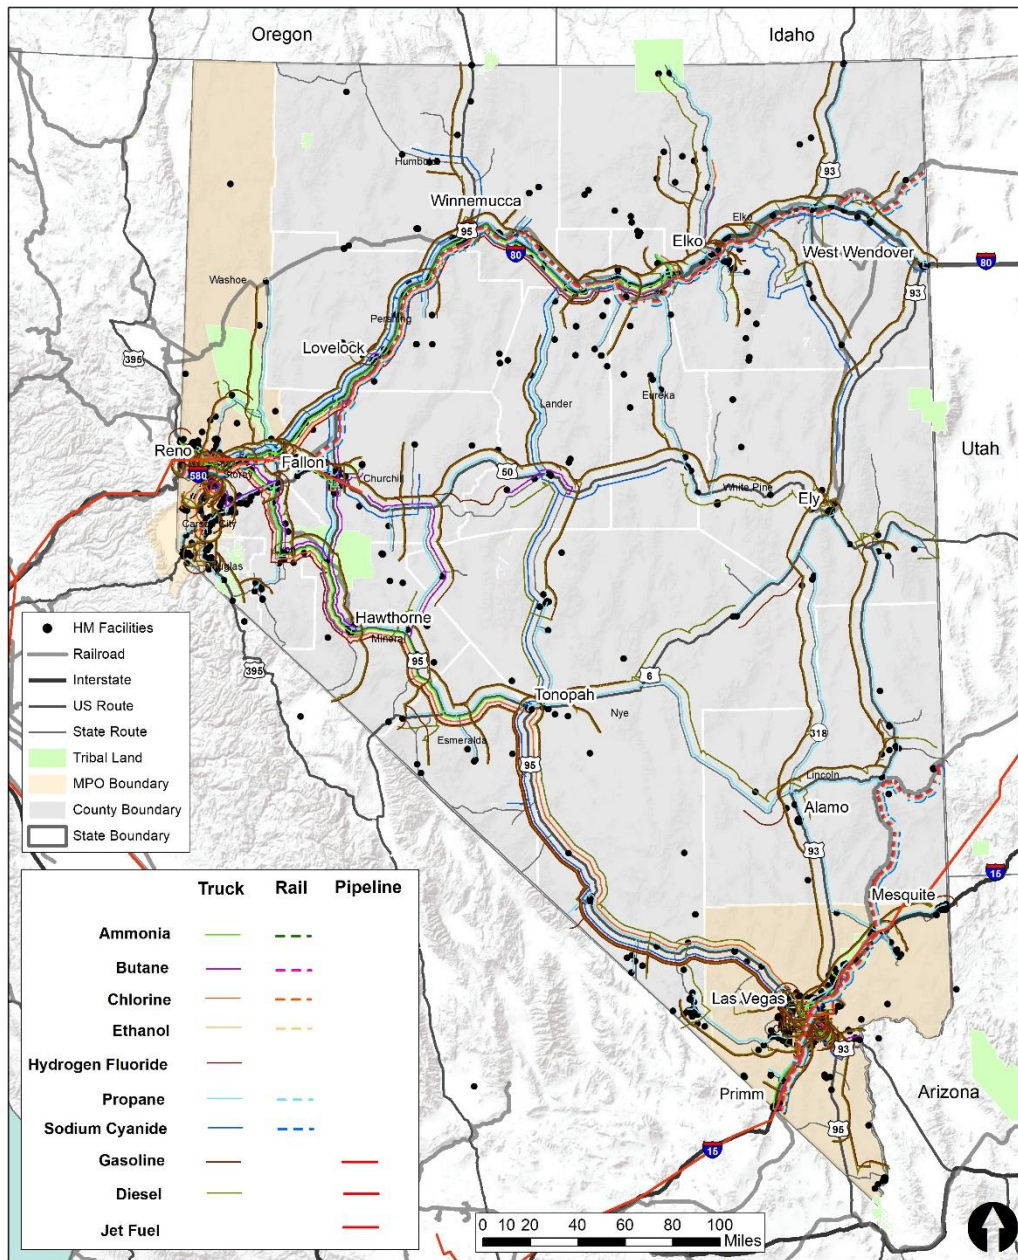 Oregon
Idaho
Humbolt
93
Winnemucca
95
Elko
Elko
80
West Wendover
80
Washoe
93
Pershing
395
Lovelock
Lander
Eureka
Utah
Reno
Fallon
50
580
Storey
Churchill
White Pine
Ely
Carson City
Lyon
Douglas
Hawthorne
Mineral
95
395
6
Tonopah
Nye
318
Esmeralda
95
Lincoln
Alamo
93
15
Mesquite
Las Vegas
93
Primm
Arizona
95
15
HM Facilities
Railroad
Interstate
US Route
State Route
Tribal Land
MPO Boundary
County Boundary
State Boundary
Truck Rail Pipeline
Ammonia
Butane
Chlorine
Ethanol
Hydrogen Fluoride
Propane
Sodium Cyanide
Gasoline
Diesel
Jet Fuel
0 10 20 40 60 80 100
Miles